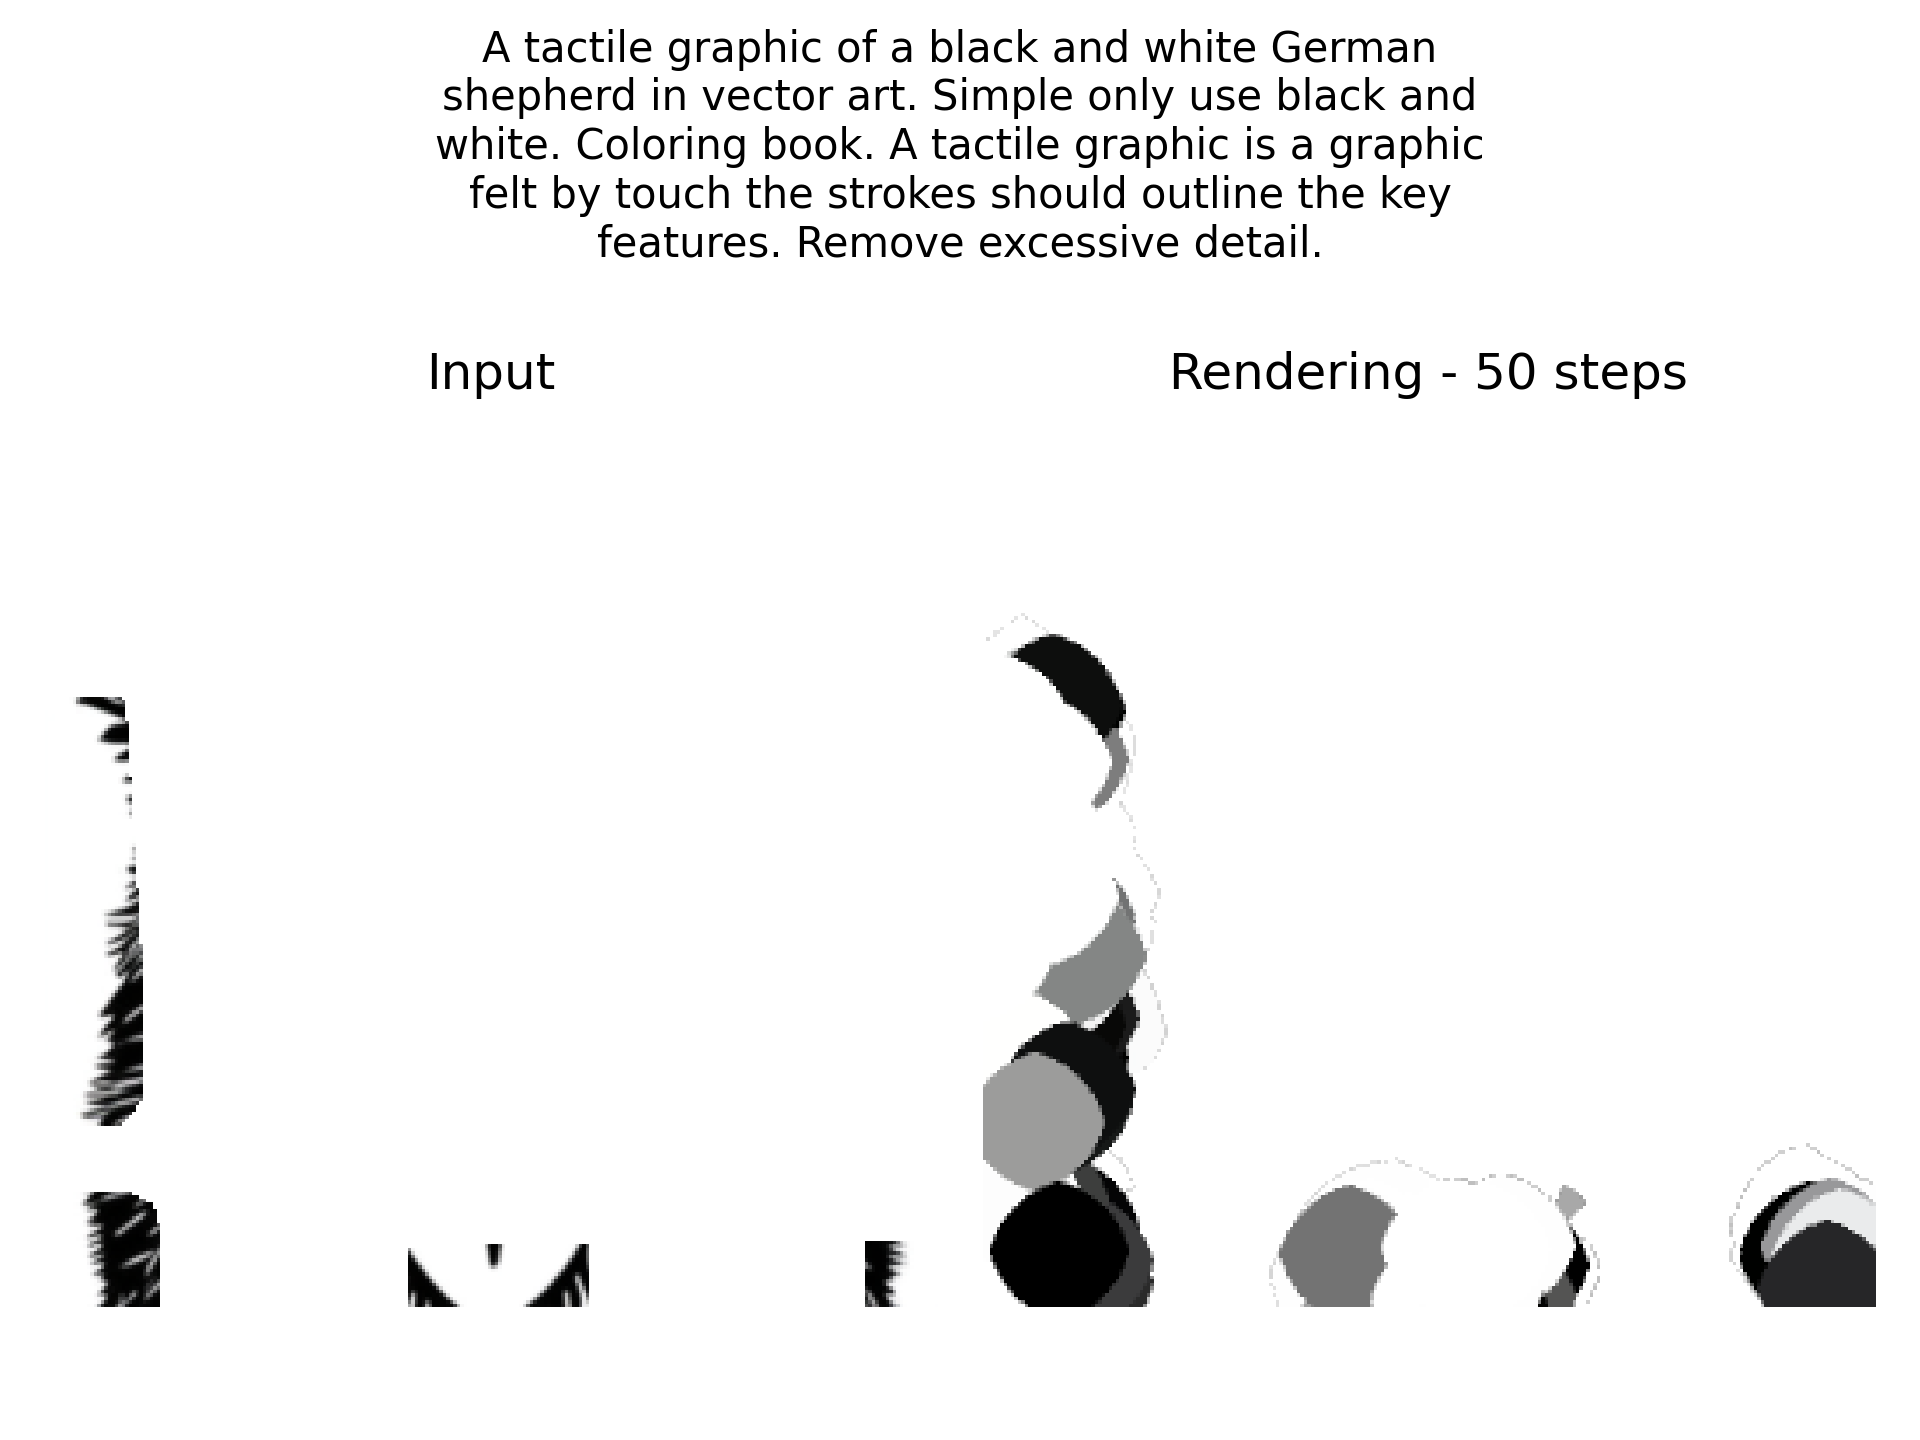 A tactile graphic of a black and white German
shepherd in vector art. Simple only use black and
white. Coloring book. A tactile graphic is a graphic
felt by touch the strokes should outline the key
features. Remove excessive detail.
Input
Rendering - 50 steps